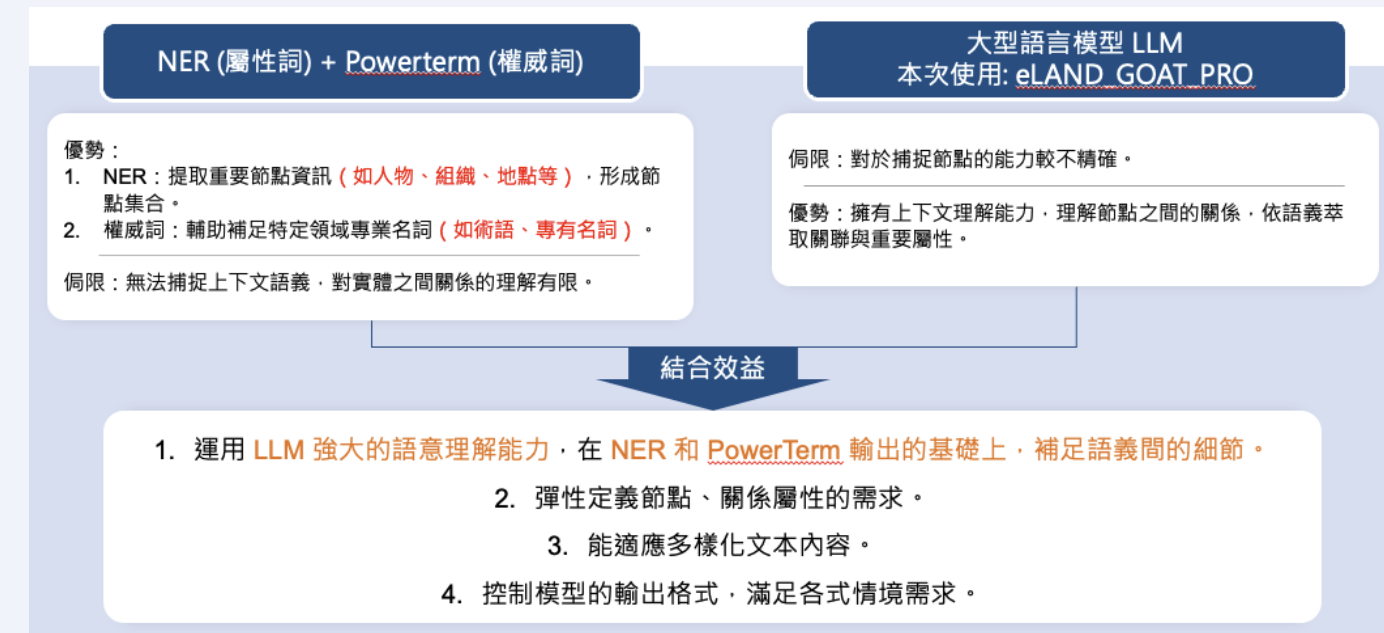 NER (屬性詞) + Powerterm (權威詞)
優勢：
1. NER：提取重要節點資訊（如人物、組織、地點等），形成節
點集合。
2. 權威詞：輔助補足特定領域專業名詞（如術語、專有名詞）。
侷限：無法捕捉上下文語義，對實體之間關係的理解有限。
大型語言模型 LLM
本次使用: eLAND_GOAT_PRO
侷限：對於捕捉節點的能力較不精確。
優勢：擁有上下文理解能力，理解節點之間的關係，依語義萃
取關聯與重要屬性。
結合效益
1. 運用 LLM 強大的語意理解能力，在 NER 和 PowerTerm 輸出的基礎上，補足語義間的細節。
2. 彈性定義節點、關係屬性的需求。
3. 能適應多樣化文本內容。
4. 控制模型的輸出格式，滿足各式情境需求。